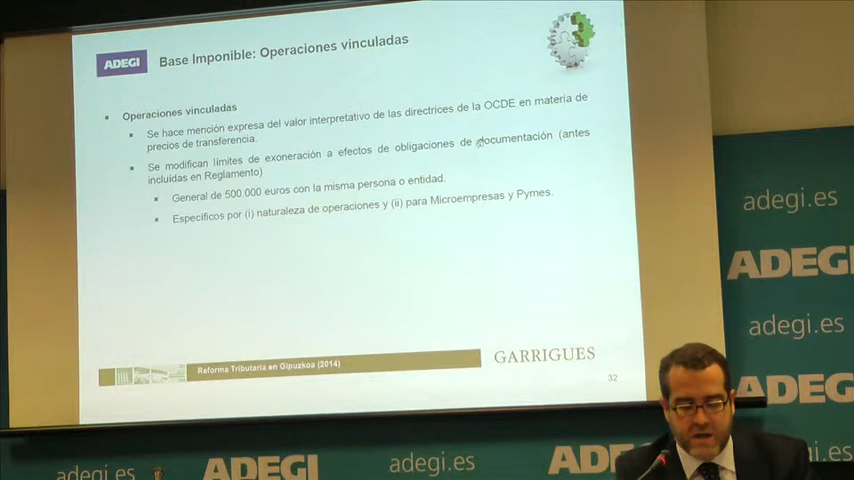 ADEGI
Base Imponible: Operaciones vinculadas
Operaciones vinculadas
Se hace mención expresa del valor interpretativo de las directrices de la OCDE en materia de
precios de transferencia.
Se modifican límites de exoneración a efectos de obligaciones de documentación (antes
incluidas en Reglamento)
General de 500.000 euros con la misma persona o entidad.
Específicos por (i) naturaleza de operaciones y (ii) para Microempresas y Pymes.
Reforma Tributaria en Gipuzkoa (2014)
GARRIGUES
32
adegi.es
ADEGI
adegi.es
ADEGI
adegi.es
adegi.es
ADEGI
adegi.es
ADEGI